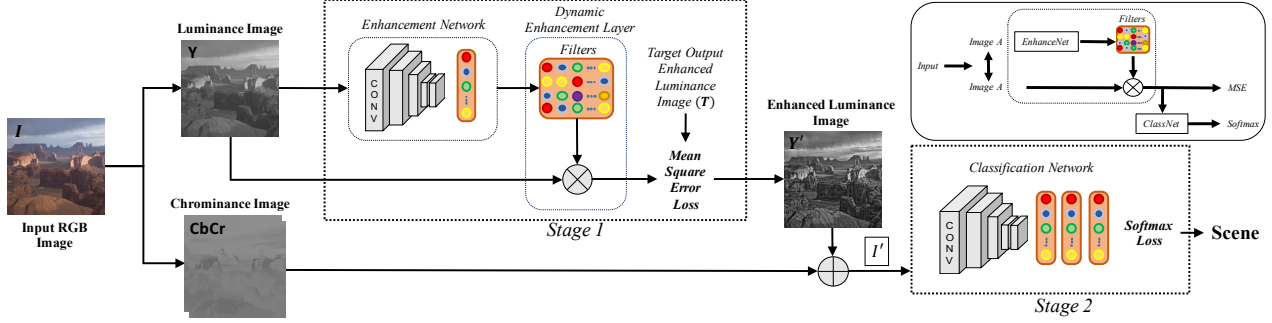 I
Input RGB
Image
Luminance Image
Y
Chrominance Image
CbCr
Enhancement Network
CONV
Dynamic
Enhancement Layer
Filters
Target Output
Enhanced
Luminance
Image (T)
Mean
Square
Error
Loss
Stage 1
Enhanced Luminance
Image
Y'
I'
Classification Network
CONV
Softmax
Loss
Scene
Stage 2
Input
Image A
Image A
EnhanceNet
Filters
MSE
ClassNet
Softmax